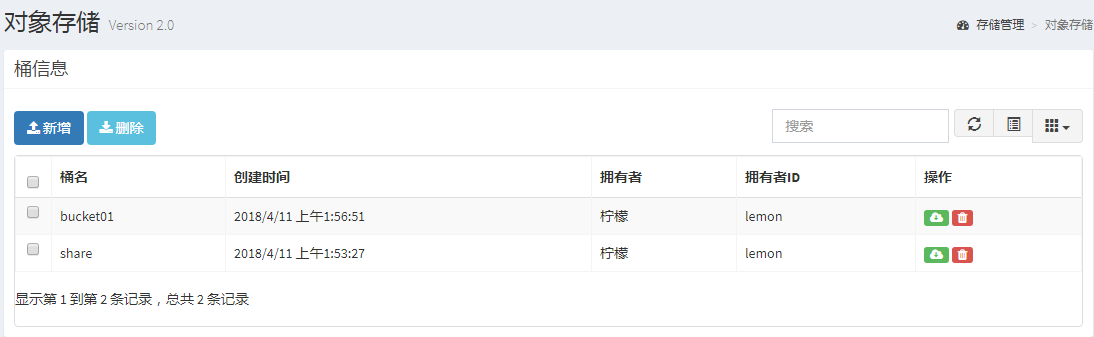 对象存储 Version 2.0
存储管理 > 对象存储
桶信息
新增 删除
搜索
桶名 创建时间 拥有者 拥有者ID 操作
bucket01 2018/4/11 上午1:56:51 柠檬 lemon
share 2018/4/11 上午1:53:27 柠檬 lemon
显示第 1 到第 2 条记录，总共 2 条记录